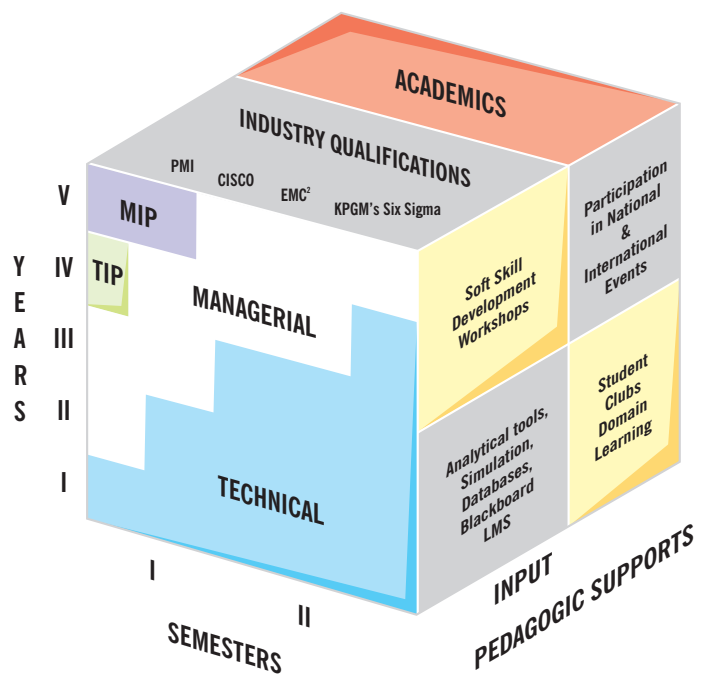 ACADEMICS
INDUSTRY QUALIFICATIONS
PMI
CISCO
EMC²
KPGM's Six Sigma
YEARS
V
IV
III
II
I
MIP
TIP
MANAGERIAL
TECHNICAL
Soft Skill
Development
Workshops
Participation
in National
&
International
Events
Analytical tools,
Simulation,
Databases,
Blackboard
LMS
Student
Clubs
Domain
Learning
I
II
SEMESTERS
INPUT
PEDAGOGIC SUPPORTS